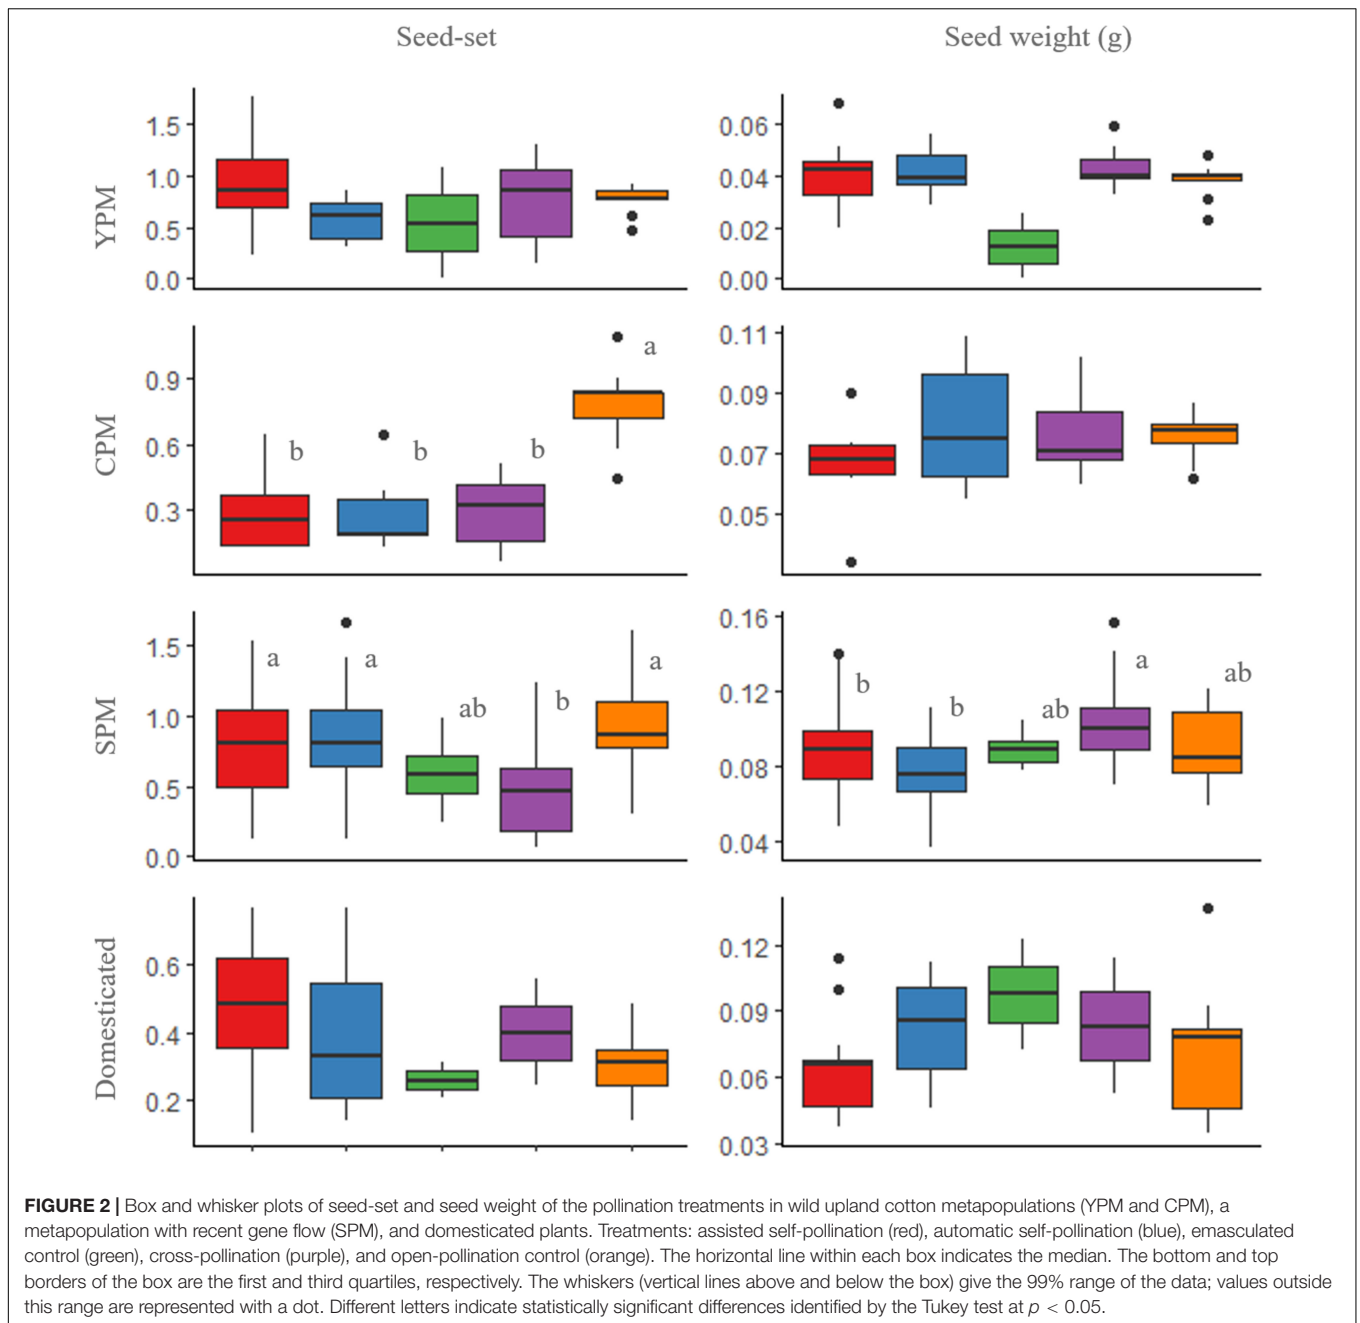 Seed-set
Seed weight (g)
YPM
1.5
1.0
0.5
0.0
0.06
0.04
0.02
0.00
CPM
0.9
0.6
0.3
b
b
b
a
0.11
0.09
0.07
0.05
SPM
1.5
1.0
0.5
0.0
a
a
ab
b
a
0.16
0.12
0.08
0.04
b
b
ab
a
ab
Domesticated
0.6
0.4
0.2
0.12
0.09
0.06
0.03
FIGURE 2 | Box and whisker plots of seed-set and seed weight of the pollination treatments in wild upland cotton metapopulations (YPM and CPM), a
metapopulation with recent gene flow (SPM), and domesticated plants. Treatments: assisted self-pollination (red), automatic self-pollination (blue), emasculated
control (green), cross-pollination (purple), and open-pollination control (orange). The horizontal line within each box indicates the median. The bottom and top
borders of the box are the first and third quartiles, respectively. The whiskers (vertical lines above and below the box) give the 99% range of the data; values outside
this range are represented with a dot. Different letters indicate statistically significant differences identified by the Tukey test at p < 0.05.